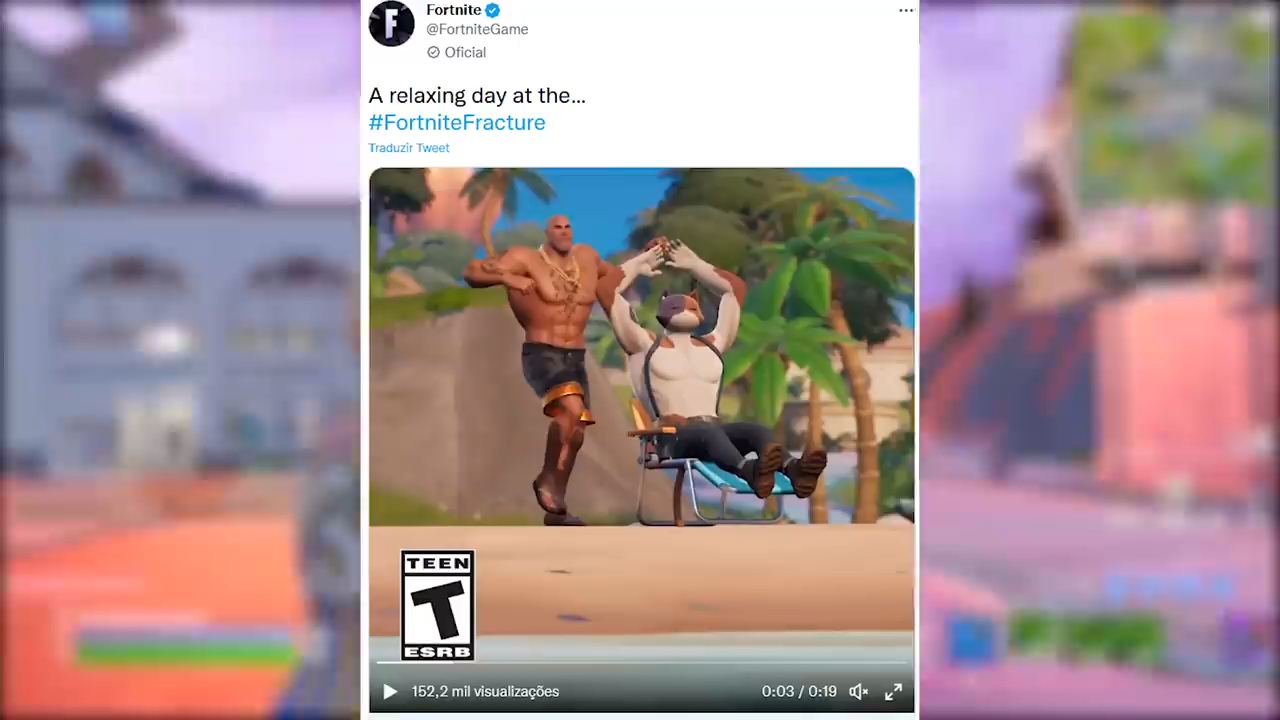 Fortnite
@FortniteGame
Oficial
A relaxing day at the...
#FortniteFracture
Traduzir Tweet
TEEN
T
ESRB
152,2 mil visualizações
0:03 / 0:19